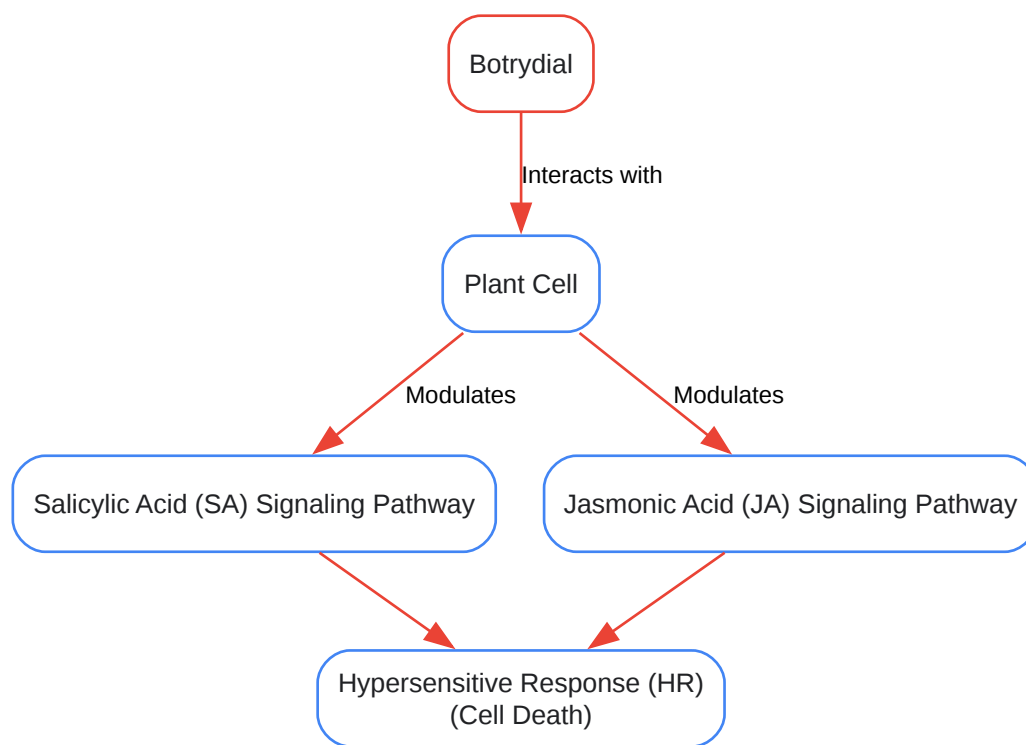 Botrydial
Interacts with
Plant Cell
Modulates
Modulates
Salicylic Acid (SA) Signaling Pathway
Jasmonic Acid (JA) Signaling Pathway
Hypersensitive Response (HR)
(Cell Death)